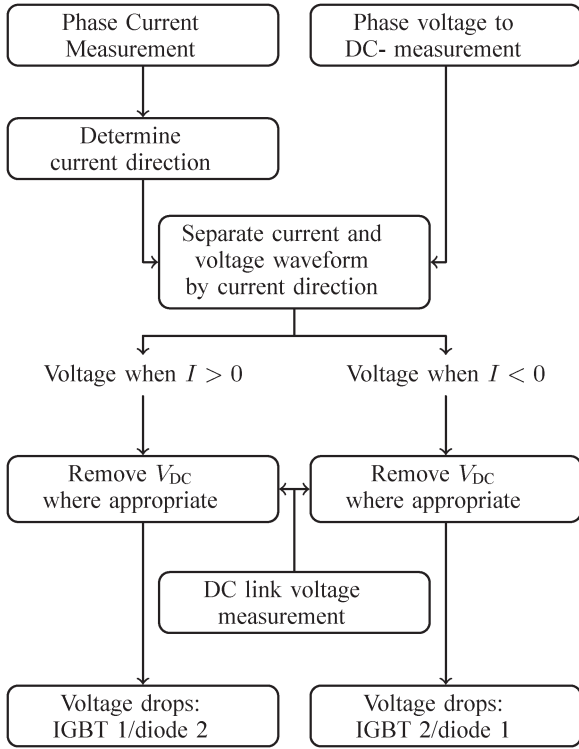 Phase Current
Measurement
Phase voltage to
DC- measurement
Determine
current direction
Separate current and
voltage waveform
by current direction
Voltage when I > 0
Voltage when I < 0
Remove V_DC
where appropriate
Remove V_DC
where appropriate
DC link voltage
measurement
Voltage drops:
IGBT 1/diode 2
Voltage drops:
IGBT 2/diode 1